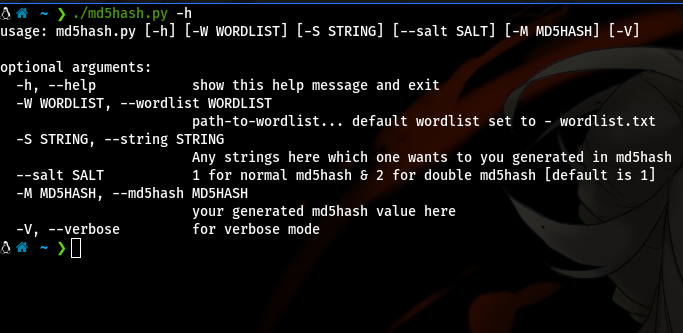 ~ ❯ ./md5hash.py -h
usage: md5hash.py [-h] [-W WORDLIST] [-S STRING] [--salt SALT] [-M MD5HASH] [-V]
optional arguments:
-h, --help show this help message and exit
-W WORDLIST, --wordlist WORDLIST
path-to-wordlist... default wordlist set to - wordlist.txt
-S STRING, --string STRING
Any strings here which one wants to you generated in md5hash
--salt SALT 1 for normal md5hash & 2 for double md5hash [default is 1]
-M MD5HASH, --md5hash MD5HASH
your generated md5hash value here
-V, --verbose for verbose mode
~ ❯